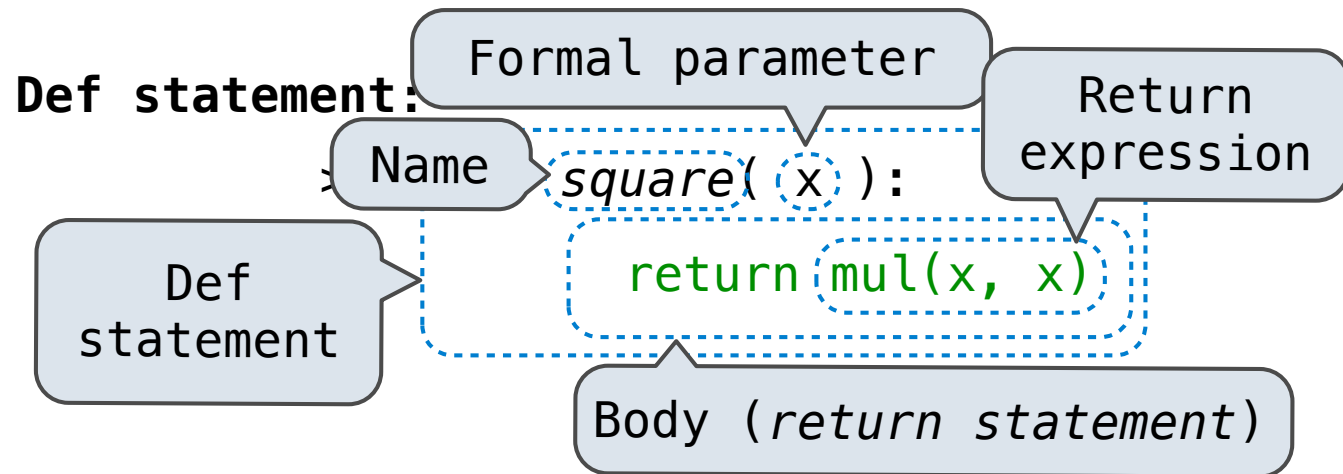 Formal parameter
Def statement:
Return
expression
Name
> square( x ):
Def
statement
return mul(x, x)
Body (return statement)